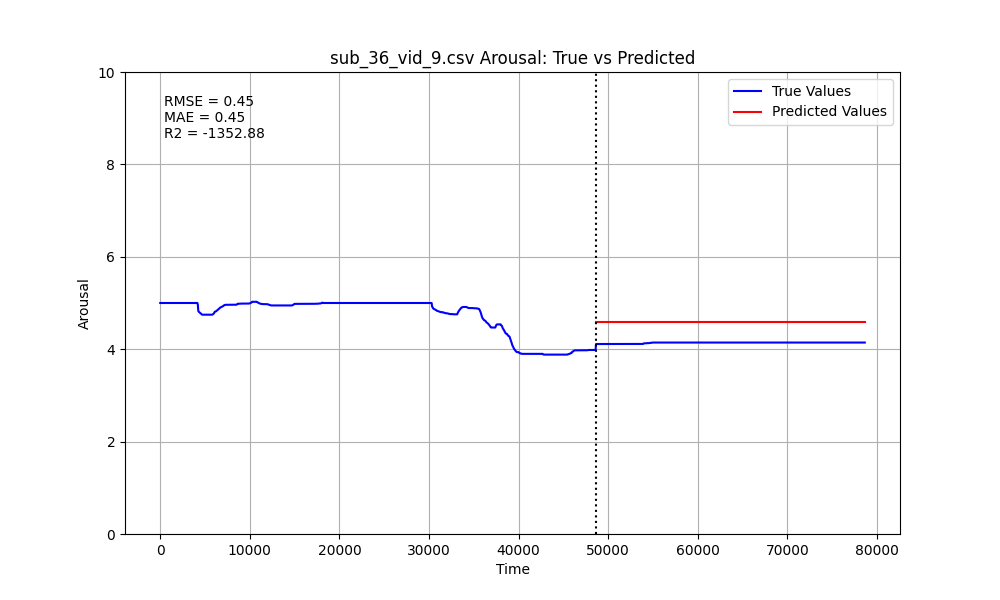 sub_36_vid_9.csv Arousal: True vs Predicted
RMSE = 0.45
MAE = 0.45
R2 = -1352.88
True Values
Predicted Values
Arousal
10
8
6
4
2
0
0 10000 20000 30000 40000 50000 60000 70000 80000
Time